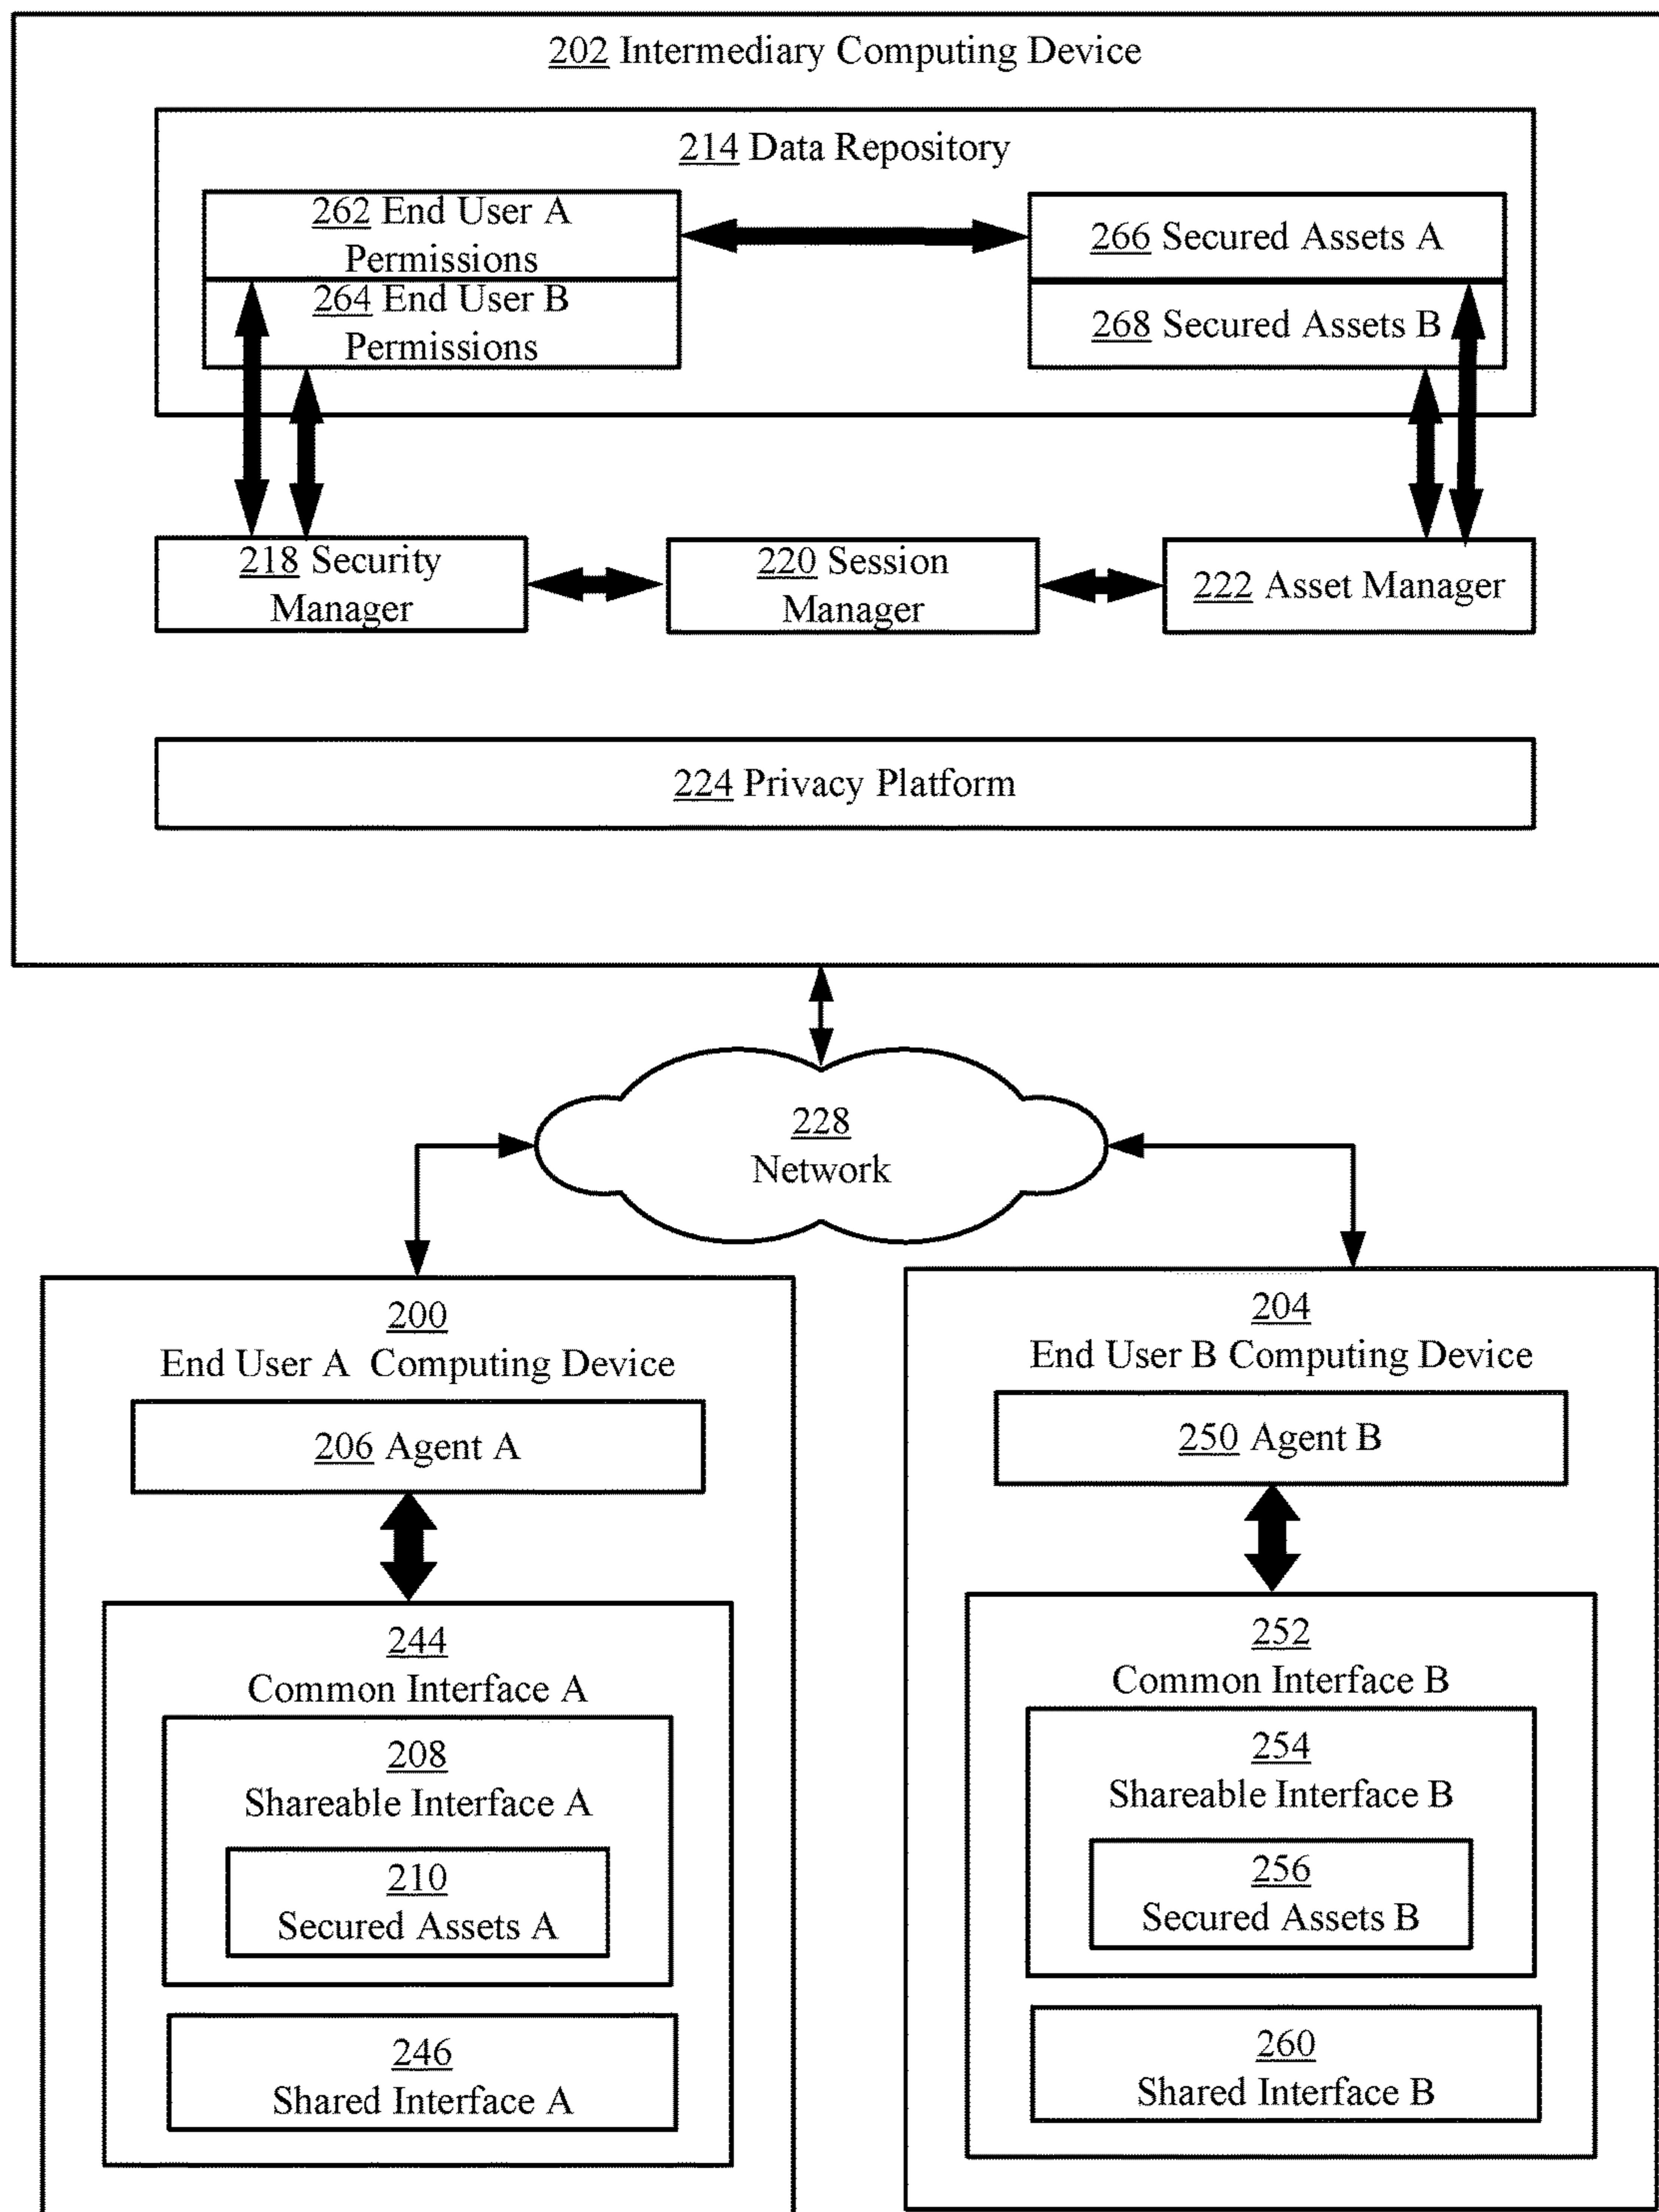 202 Intermediary Computing Device
214 Data Repository
262 End User A
Permissions
264 End User B
Permissions
266 Secured Assets A
268 Secured Assets B
218 Security
Manager
220 Session
Manager
222 Asset Manager
224 Privacy Platform
228
Network
200
End User A Computing Device
206 Agent A
244
Common Interface A
208
Shareable Interface A
210
Secured Assets A
246
Shared Interface A
204
End User B Computing Device
250 Agent B
252
Common Interface B
254
Shareable Interface B
256
Secured Assets B
260
Shared Interface B